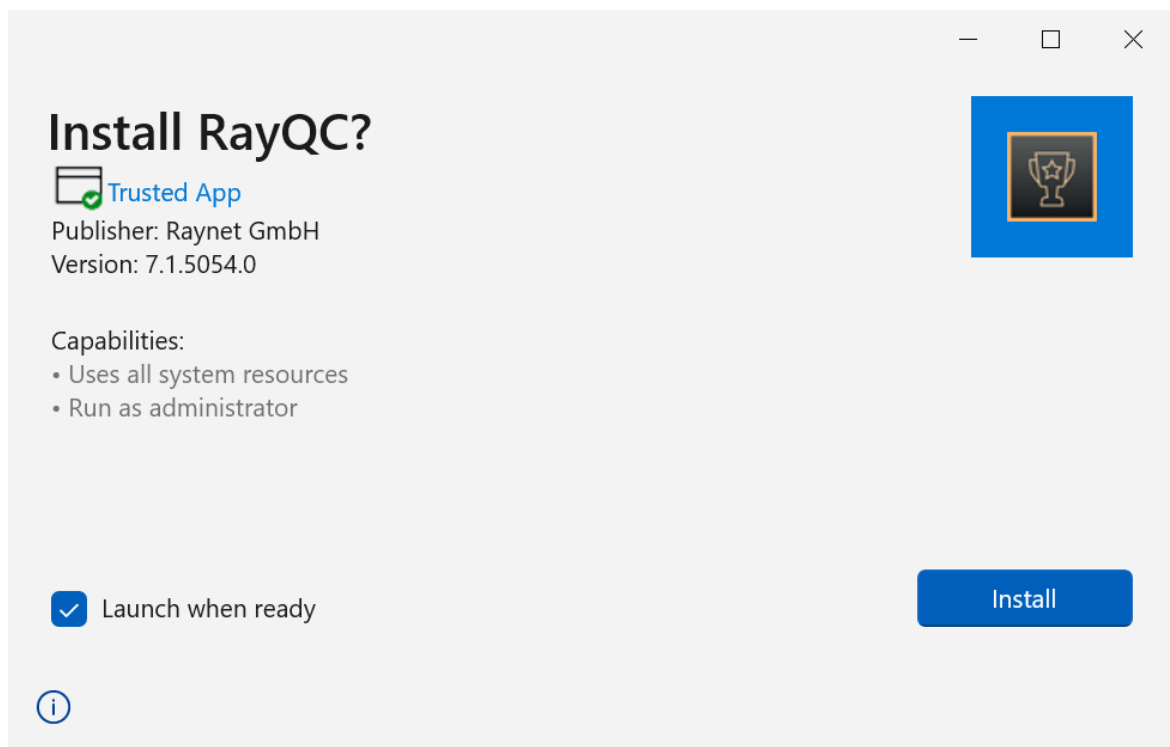 Install RayQC?
Trusted App
Publisher: Raynet GmbH
Version: 7.1.5054.0
Capabilities:
• Uses all system resources
• Run as administrator
Launch when ready
Install